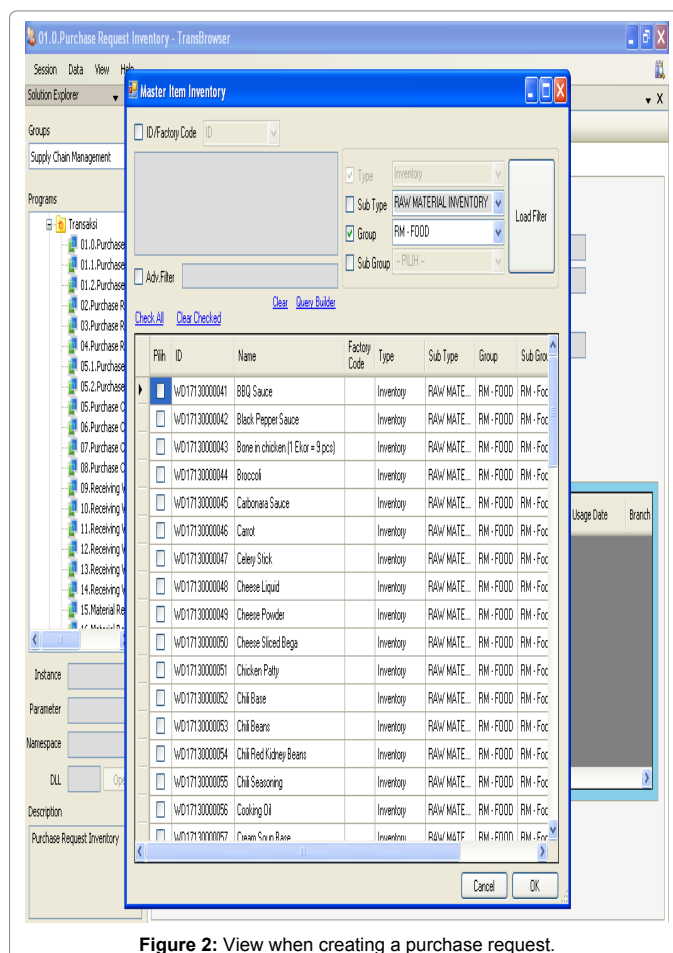 01.0.Purchase Request Inventory - TransBrowser
Session Data View Help
Solution Explorer
Groups
Supply Chain Management
Programs
Transaksi
01.0.Purchase
01.1.Purchase
01.2.Purchase
02.Purchase R
03.Purchase R
04.Purchase R
05.1.Purchase
05.2.Purchase
05.Purchase O
06.Purchase O
07.Purchase O
08.Purchase O
09.Receiving
10.Receiving
11.Receiving
12.Receiving
13.Receiving
14.Receiving
15.Material Re
Instance
Parameter
Namespace
DLL Ope
Description
Purchase Request Inventory
Master Item Inventory
ID/Factory Code ID
Type Inventory
Sub Type RAW MATERIAL INVENTORY
Group RM - FOOD
Sub Group -- PILIH --
Load Filter
Adv.Filter
Clear Query Builder
Check All Clear Checked
Pilih ID Name Factory Code Type Sub Type Group Sub Grou
WD17130000041 BBQ Sauce Inventory RAW MATE... RM - FOOD RM - Foc
WD17130000042 Black Pepper Sauce Inventory RAW MATE... RM - FOOD RM - Foc
WD17130000043 Bone in chicken (1 Ekor = 9 pcs) Inventory RAW MATE... RM - FOOD RM - Foc
WD17130000044 Broccoli Inventory RAW MATE... RM - FOOD RM - Foc
WD17130000045 Carbonara Sauce Inventory RAW MATE... RM - FOOD RM - Foc
WD17130000046 Carrot Inventory RAW MATE... RM - FOOD RM - Foc
WD17130000047 Celery Stick Inventory RAW MATE... RM - FOOD RM - Foc
WD17130000048 Cheese Liquid Inventory RAW MATE... RM - FOOD RM - Foc
WD17130000049 Cheese Powder Inventory RAW MATE... RM - FOOD RM - Foc
WD17130000050 Cheese Sliced Bega Inventory RAW MATE... RM - FOOD RM - Foc
WD17130000051 Chicken Patty Inventory RAW MATE... RM - FOOD RM - Foc
WD17130000052 Chili Base Inventory RAW MATE... RM - FOOD RM - Foc
WD17130000053 Chili Beans Inventory RAW MATE... RM - FOOD RM - Foc
WD17130000054 Chili Red Kidney Beans Inventory RAW MATE... RM - FOOD RM - Foc
WD17130000055 Chili Seasoning Inventory RAW MATE... RM - FOOD RM - Foc
WD17130000056 Cooking Oil Inventory RAW MATE... RM - FOOD RM - Foc
WD17130000057 Cream Soup Base Inventory RAW MATE... RM - FOOD RM - Foc
Cancel OK
Usage Date Branch
Figure 2: View when creating a purchase request.